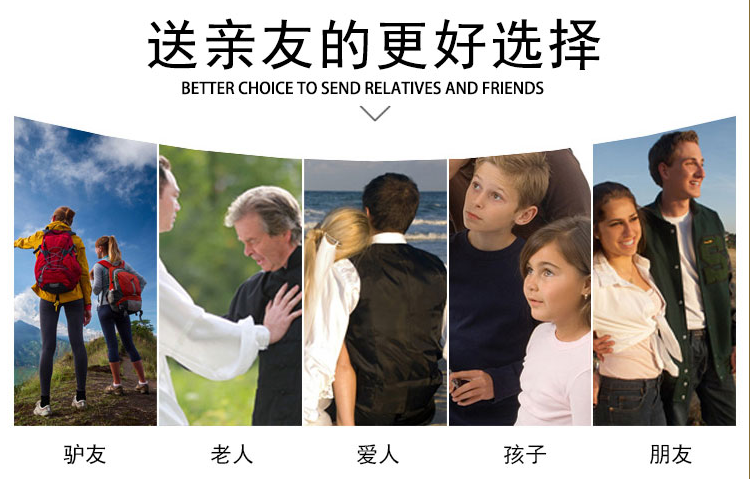 送亲友的更好选择
BETTER CHOICE TO SEND RELATIVES AND FRIENDS
驴友 老人 爱人 孩子 朋友